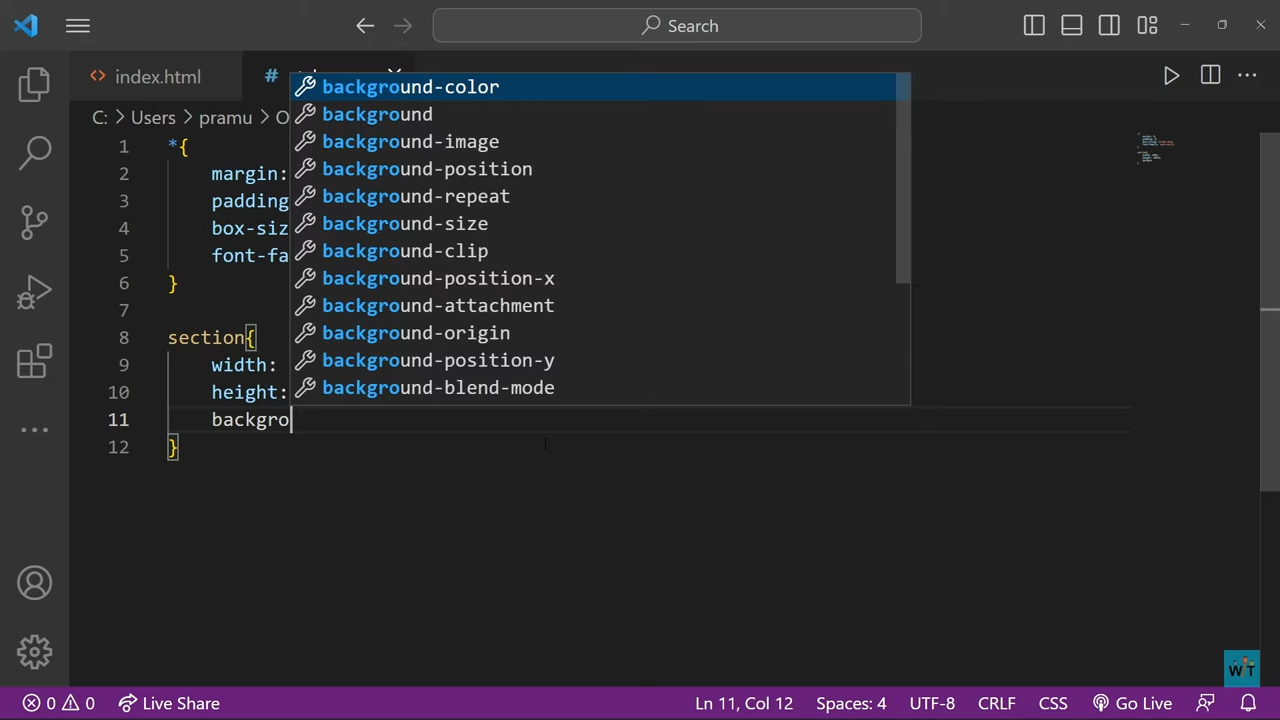 Search
index.html
#
C: > Users > pramu > O
background-color
background
background-image
background-position
background-repeat
background-size
background-clip
background-position-x
background-attachment
background-origin
background-position-y
background-blend-mode
1 *{
2 margin:
3 padding
4 box-siz
5 font-fa
6 }
7
8 section{
9 width:
10 height:
11 backgro
12 }
WT
0 0 Live Share Ln 11, Col 12 Spaces: 4 UTF-8 CRLF CSS Go Live